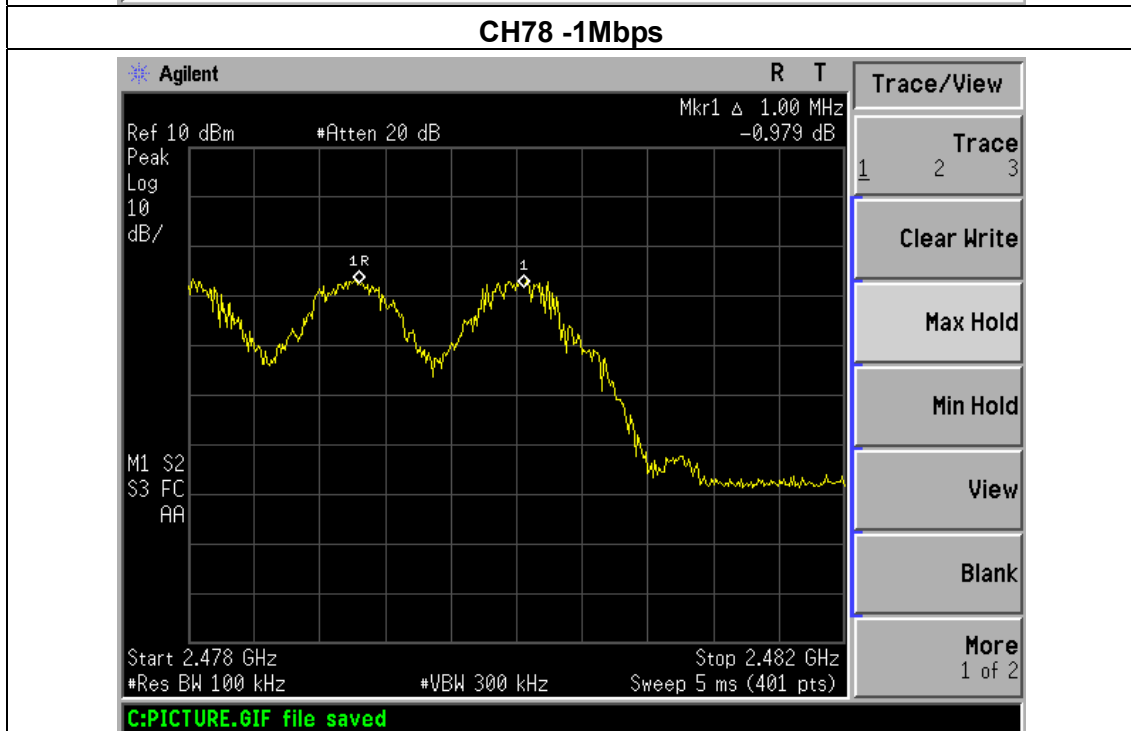 CH78 -1Mbps
Agilent R T
Mkr1 Δ 1.00 MHz
Ref 10 dBm #Atten 20 dB -0.979 dB
Peak
Log
10
dB/
1R
1
M1 S2
S3 FC
AA
Start 2.478 GHz Stop 2.482 GHz
#Res BW 100 kHz #VBW 300 kHz Sweep 5 ms (401 pts)
C:PICTURE.GIF file saved
Trace/View
Trace
1 2 3
Clear Write
Max Hold
Min Hold
View
Blank
More
1 of 2